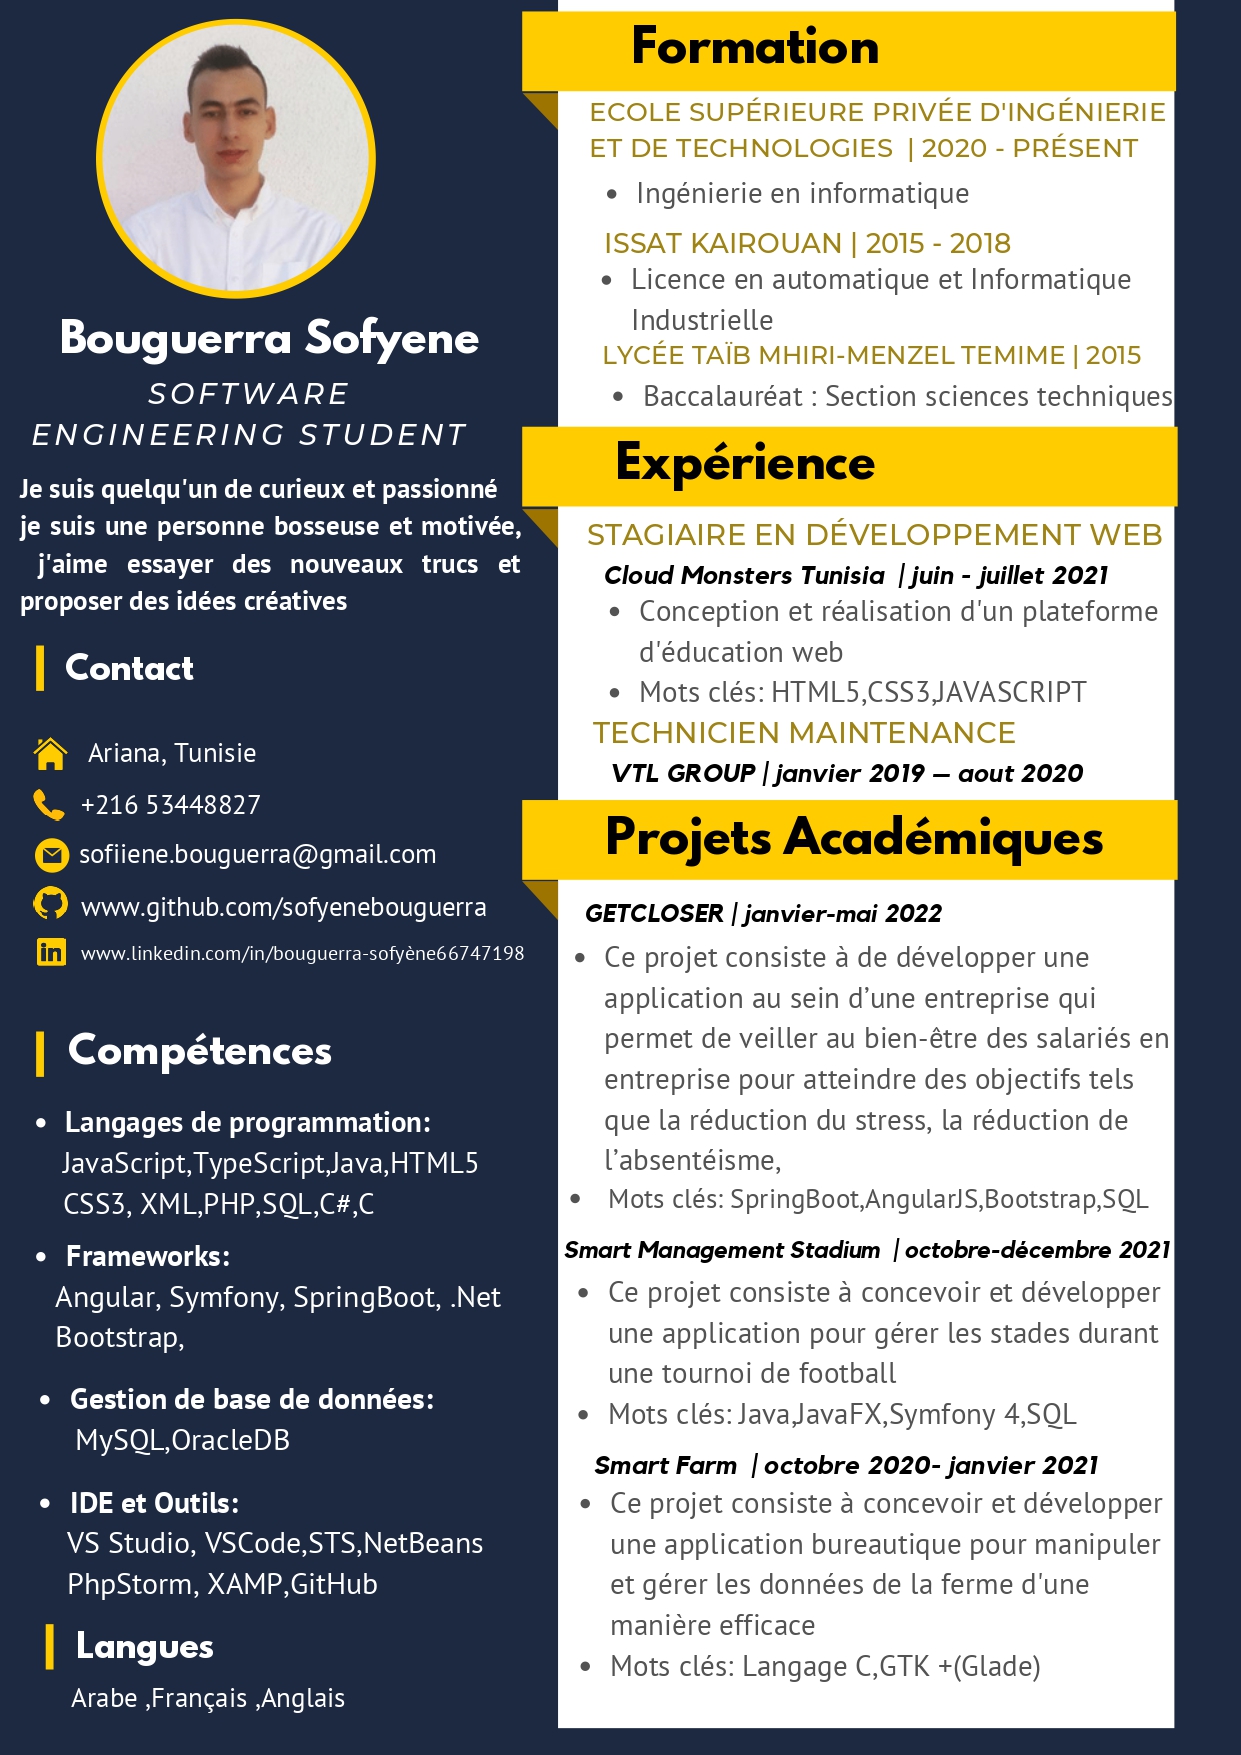 Bouguerra Sofyene
SOFTWARE
ENGINEERING STUDENT
Je suis quelqu'un de curieux et passionné
je suis une personne bosseuse et motivée,
j'aime essayer des nouveaux trucs et
proposer des idées créatives
Contact
Ariana, Tunisie
+216 53448827
sofiiene.bouguerra@gmail.com
www.github.com/sofyenebouguerra
www.linkedin.com/in/bouguerra-sofyène66747198
Compétences
• Langages de programmation:
JavaScript,TypeScript,Java,HTML5
CSS3, XML,PHP,SQL,C#,C
• Frameworks:
Angular, Symfony, SpringBoot, .Net
Bootstrap,
• Gestion de base de données:
MySQL,OracleDB
• IDE et Outils:
VS Studio, VSCode,STS,NetBeans
PhpStorm, XAMP,GitHub
Langues
Arabe ,Français ,Anglais
Formation
ECOLE SUPÉRIEURE PRIVÉE D'INGÉNIERIE
ET DE TECHNOLOGIES | 2020 - PRÉSENT
• Ingénierie en informatique
ISSAT KAIROUAN | 2015 - 2018
• Licence en automatique et Informatique
Industrielle
LYCÉE TAÏB MHIRI-MENZEL TEMIME | 2015
• Baccalauréat : Section sciences techniques
Expérience
STAGIAIRE EN DÉVELOPPEMENT WEB
Cloud Monsters Tunisia | juin - juillet 2021
• Conception et réalisation d'un plateforme
d'éducation web
• Mots clés: HTML5,CSS3,JAVASCRIPT
TECHNICIEN MAINTENANCE
VTL GROUP | janvier 2019 – aout 2020
Projets Académiques
GETCLOSER | janvier-mai 2022
• Ce projet consiste à de développer une
application au sein d’une entreprise qui
permet de veiller au bien-être des salariés en
entreprise pour atteindre des objectifs tels
que la réduction du stress, la réduction de
l’absentéisme,
• Mots clés: SpringBoot,AngularJS,Bootstrap,SQL
Smart Management Stadium | octobre-décembre 2021
• Ce projet consiste à concevoir et développer
une application pour gérer les stades durant
une tournoi de football
• Mots clés: Java,JavaFX,Symfony 4,SQL
Smart Farm | octobre 2020- janvier 2021
• Ce projet consiste à concevoir et développer
une application bureautique pour manipuler
et gérer les données de la ferme d'une
manière efficace
• Mots clés: Langage C,GTK +(Glade)